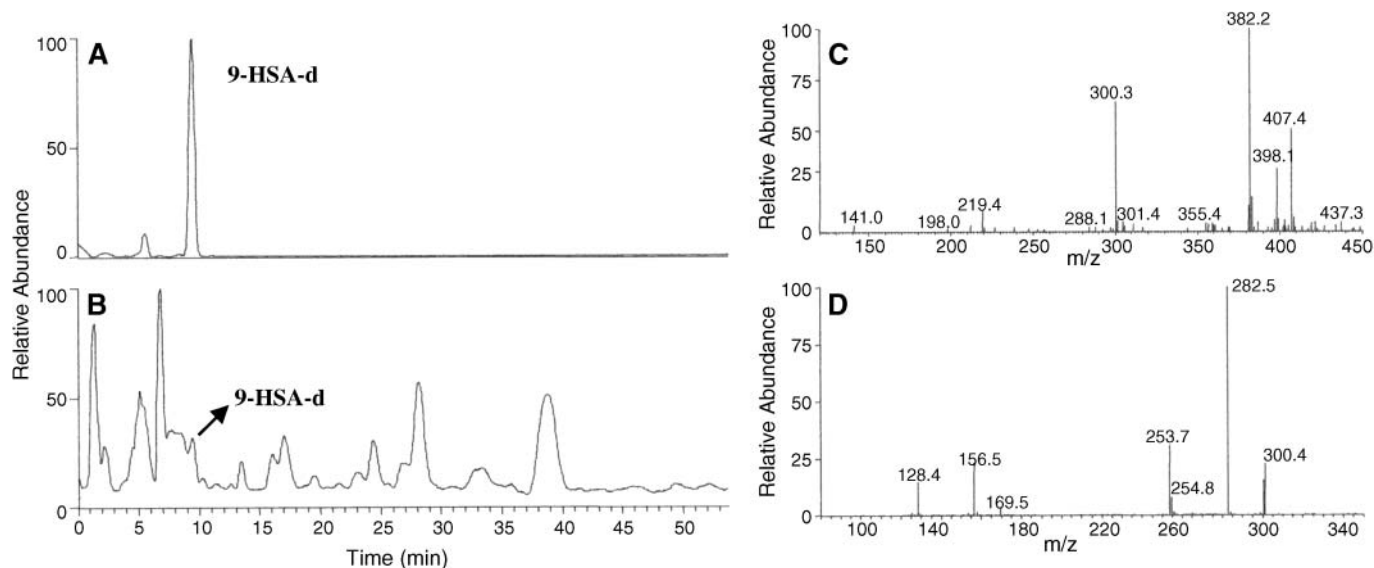 A
9-HSA-d
100
50
0
B
9-HSA-d
100
50
0
0 5 10 15 20 25 30 35 40 45 50
Time (min)
Relative Abundance
C
382.2
300.3
407.4
398.1
219.4
141.0
198.0
288.1
301.4
355.4
437.3
100
75
50
25
0
150 200 250 300 350 400 450
m/z
Relative Abundance
D
282.5
253.7
300.4
254.8
156.5
128.4
169.5
100
75
50
25
0
100 140 180 220 260 300 340
m/z
Relative Abundance